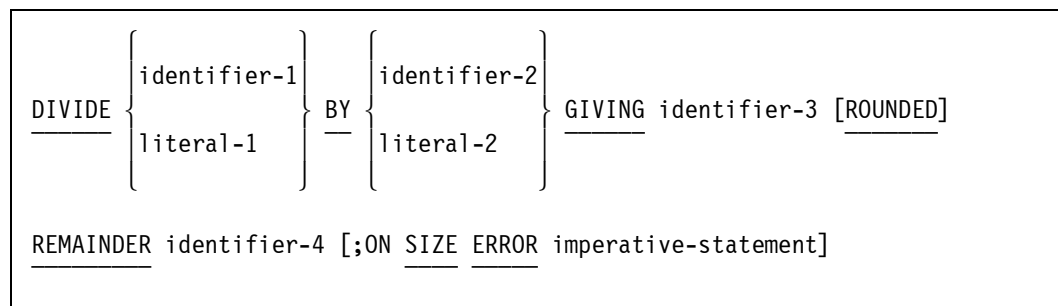 identifier-1 identifier-2
DIVIDE BY GIVING identifier-3 [ROUNDED]
literal-1 literal-2
REMAINDER identifier-4 [;ON SIZE ERROR imperative-statement]